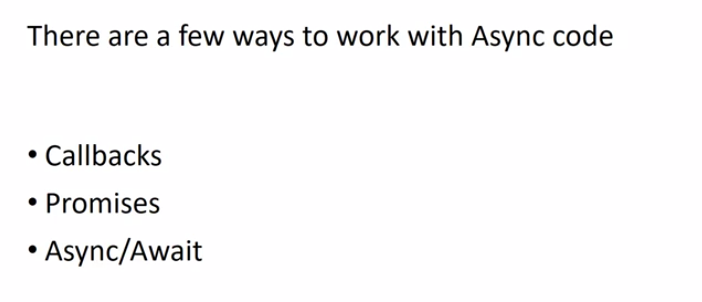 There are a few ways to work with Async code
• Callbacks
• Promises
• Async/Await